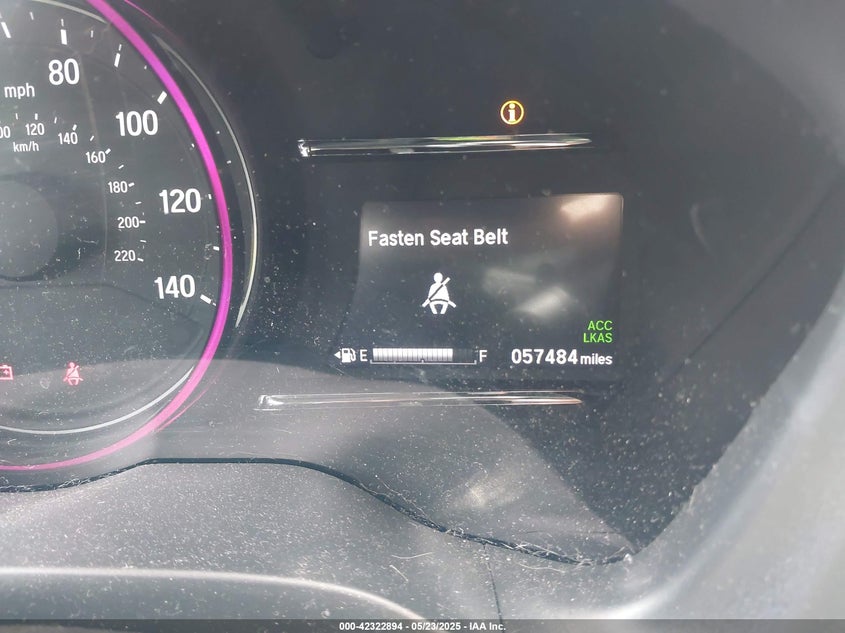 80
mph
100
120
140
km/h
160
180
120
200
220
140
Fasten Seat Belt
ACC
LKAS
E
F
057484 miles
000-42322894 - 05/23/2025 - IAA Inc.